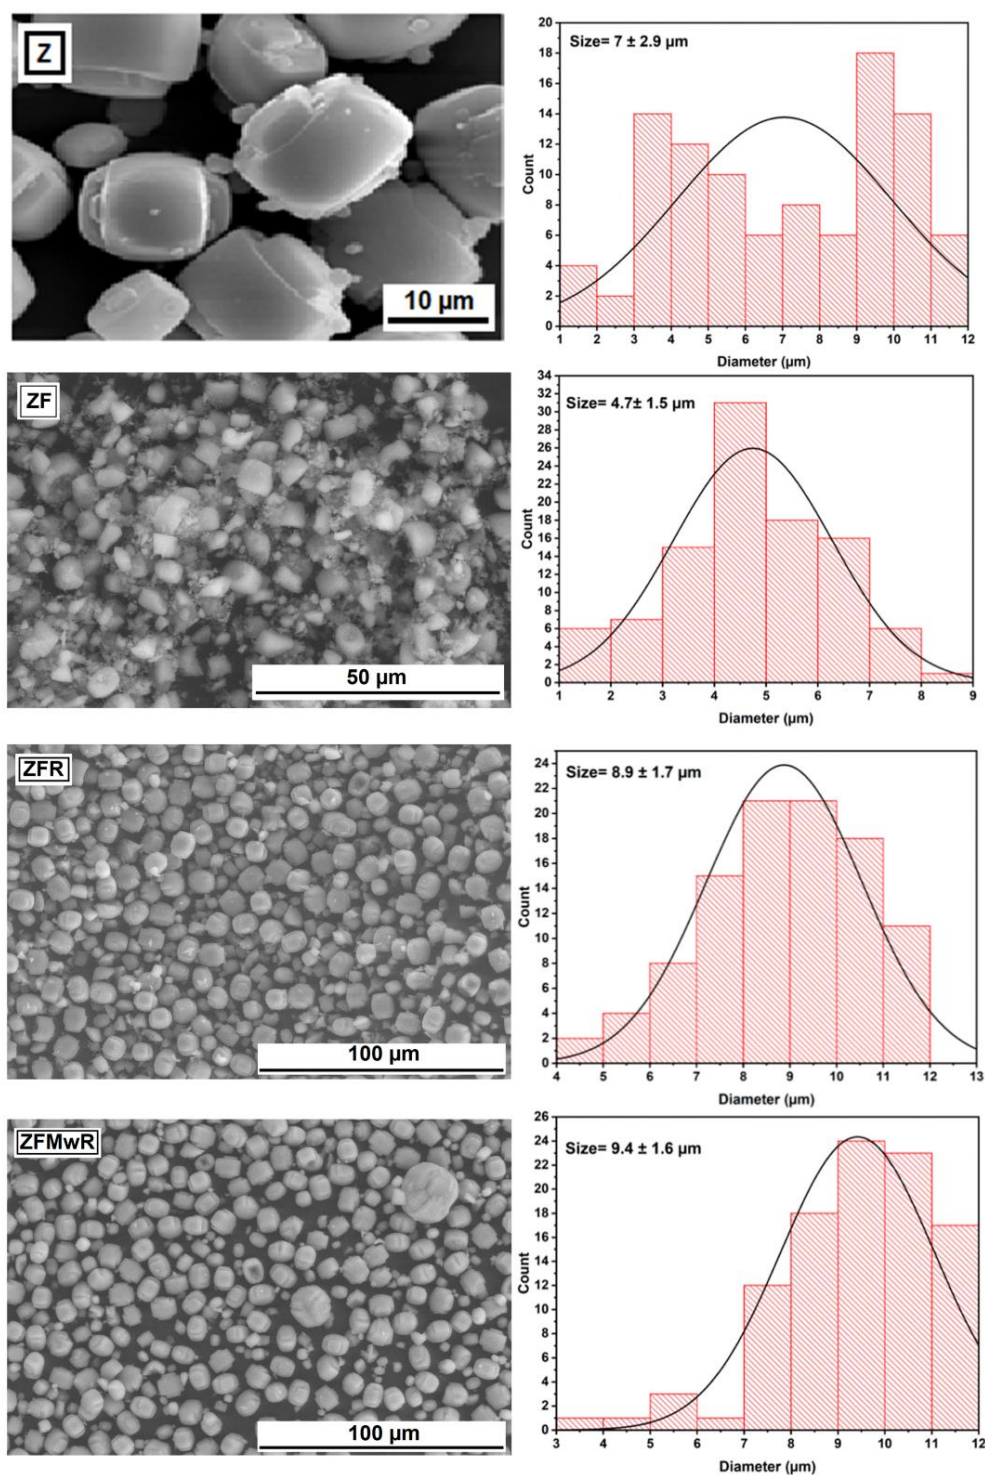 Z
10 µm
Size= 7 ± 2.9 µm
Count
20
18
16
14
12
10
8
6
4
2
0
1 2 3 4 5 6 7 8 9 10 11 12
Diameter (µm)
ZF
50 µm
Size= 4.7± 1.5 µm
Count
34
32
30
28
26
24
22
20
18
16
14
12
10
8
6
4
2
0
1 2 3 4 5 6 7 8 9
Diameter (µm)
ZFR
100 µm
Size= 8.9 ± 1.7 µm
Count
24
22
20
18
16
14
12
10
8
6
4
2
0
4 5 6 7 8 9 10 11 12 13
Diameter (µm)
ZFMwR
100 µm
Size= 9.4 ± 1.6 µm
Count
26
24
22
20
18
16
14
12
10
8
6
4
2
0
3 4 5 6 7 8 9 10 11 12
Diameter (µm)